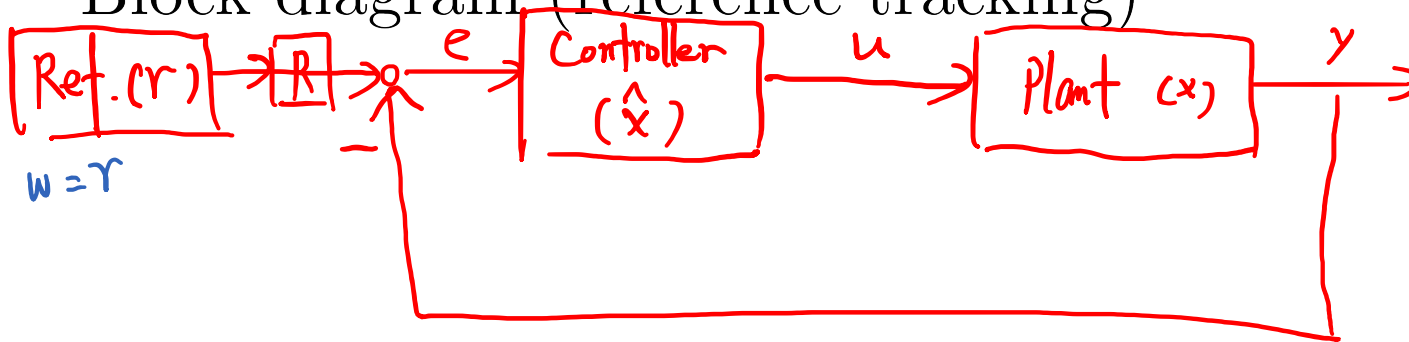 Block diagram (reference tracking)
Ref. (r)
R
e
Controller
(x̂)
u
Plant (x)
y
−
w = r